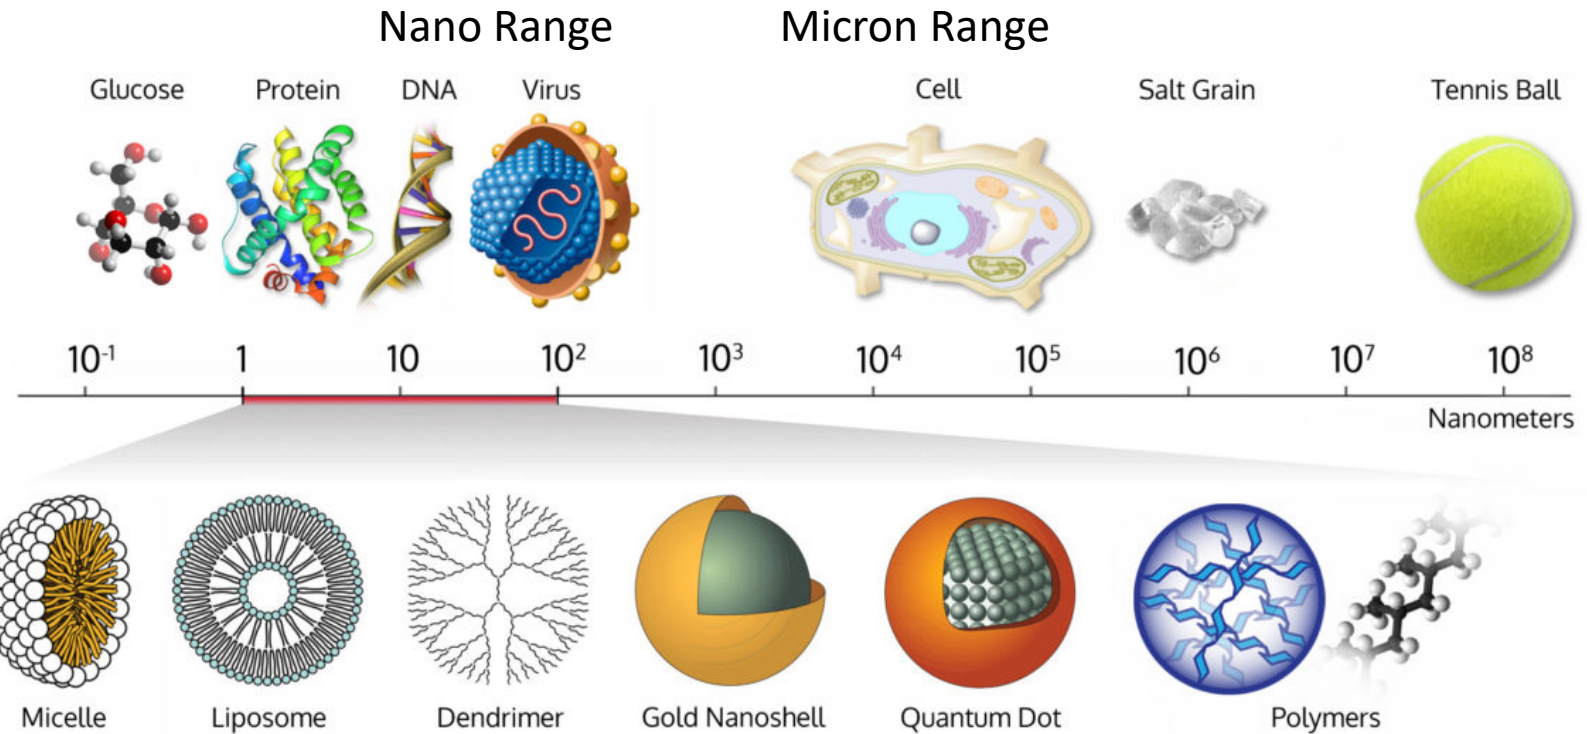 Nano Range Micron Range
Glucose Protein DNA Virus Cell Salt Grain Tennis Ball
10⁻¹ 1 10 10² 10³ 10⁴ 10⁵ 10⁶ 10⁷ 10⁸
Nanometers
Micelle Liposome Dendrimer Gold Nanoshell Quantum Dot Polymers